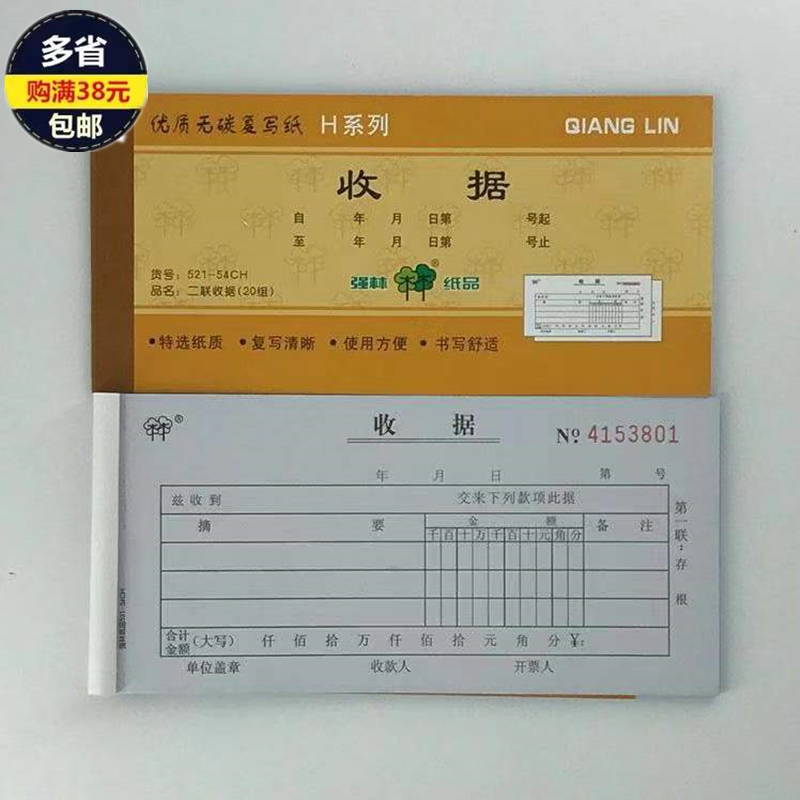 多省
购满38元
包邮
优质无碳复写纸 H系列
QIANG LIN
收 据
自 年 月 日第 号起
至 年 月 日第 号止
货号：521-54CH
品名：二联收据(20组)
强林 ® 纸品
收 据
•特选纸质 •复写清晰 •使用方便 •书写舒适
®
收 据
№ 4153801
年 月 日 第 号
兹收到 交来下列款项此据
摘 要 金 额 备 注
千百十万千百十元角分
第一联：存根
合计金额(大写) 仟 佰 拾 万 仟 佰 拾 元 角 分 ¥:
单位盖章 收款人 开票人